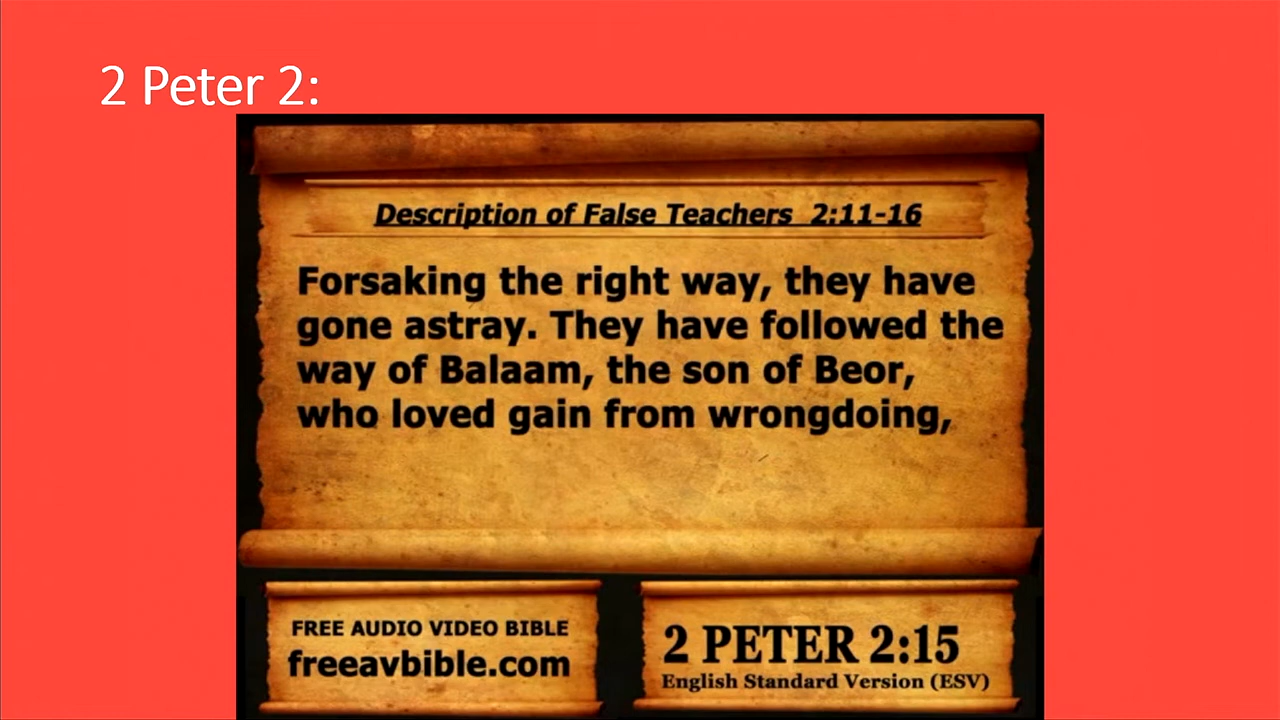 2 Peter 2:
Description of False Teachers 2:11-16
Forsaking the right way, they have
gone astray. They have followed the
way of Balaam, the son of Beor,
who loved gain from wrongdoing,
FREE AUDIO VIDEO BIBLE
freeavbible.com
2 PETER 2:15
English Standard Version (ESV)